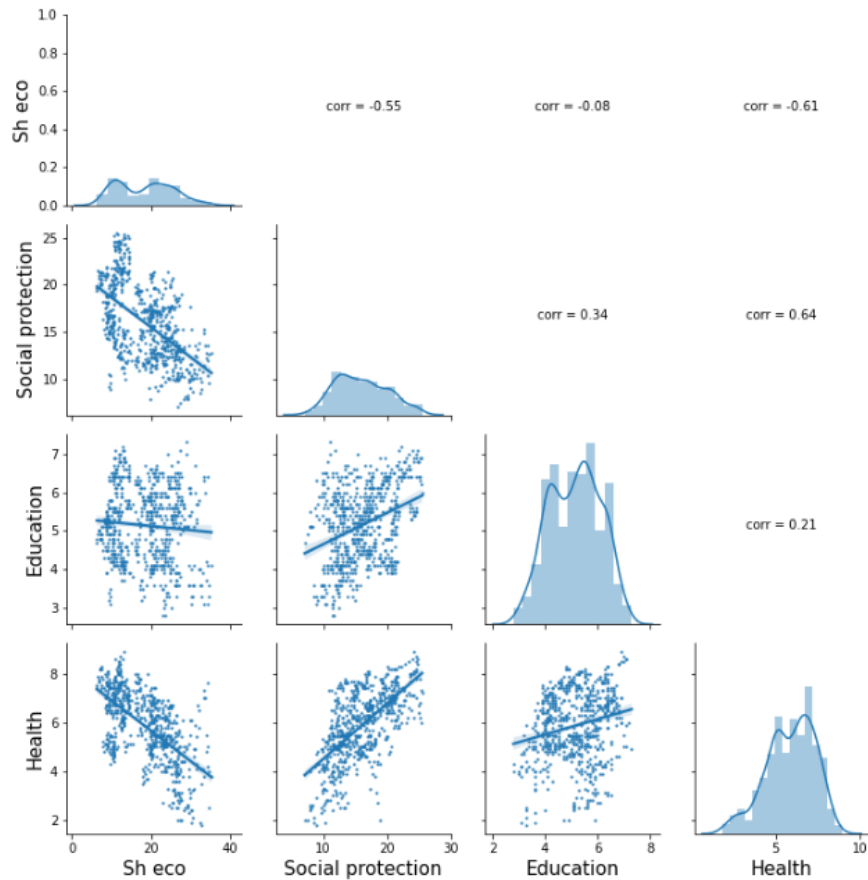 1.0
0.8
0.6
0.4
0.2
0.0
Sh eco
corr = -0.55
corr = -0.08
corr = -0.61
25
20
15
10
Social protection
corr = 0.34
corr = 0.64
7
6
5
4
3
Education
corr = 0.21
8
6
4
2
Health
0 20 40
Sh eco
10 20 30
Social protection
2 4 6 8
Education
5 10
Health